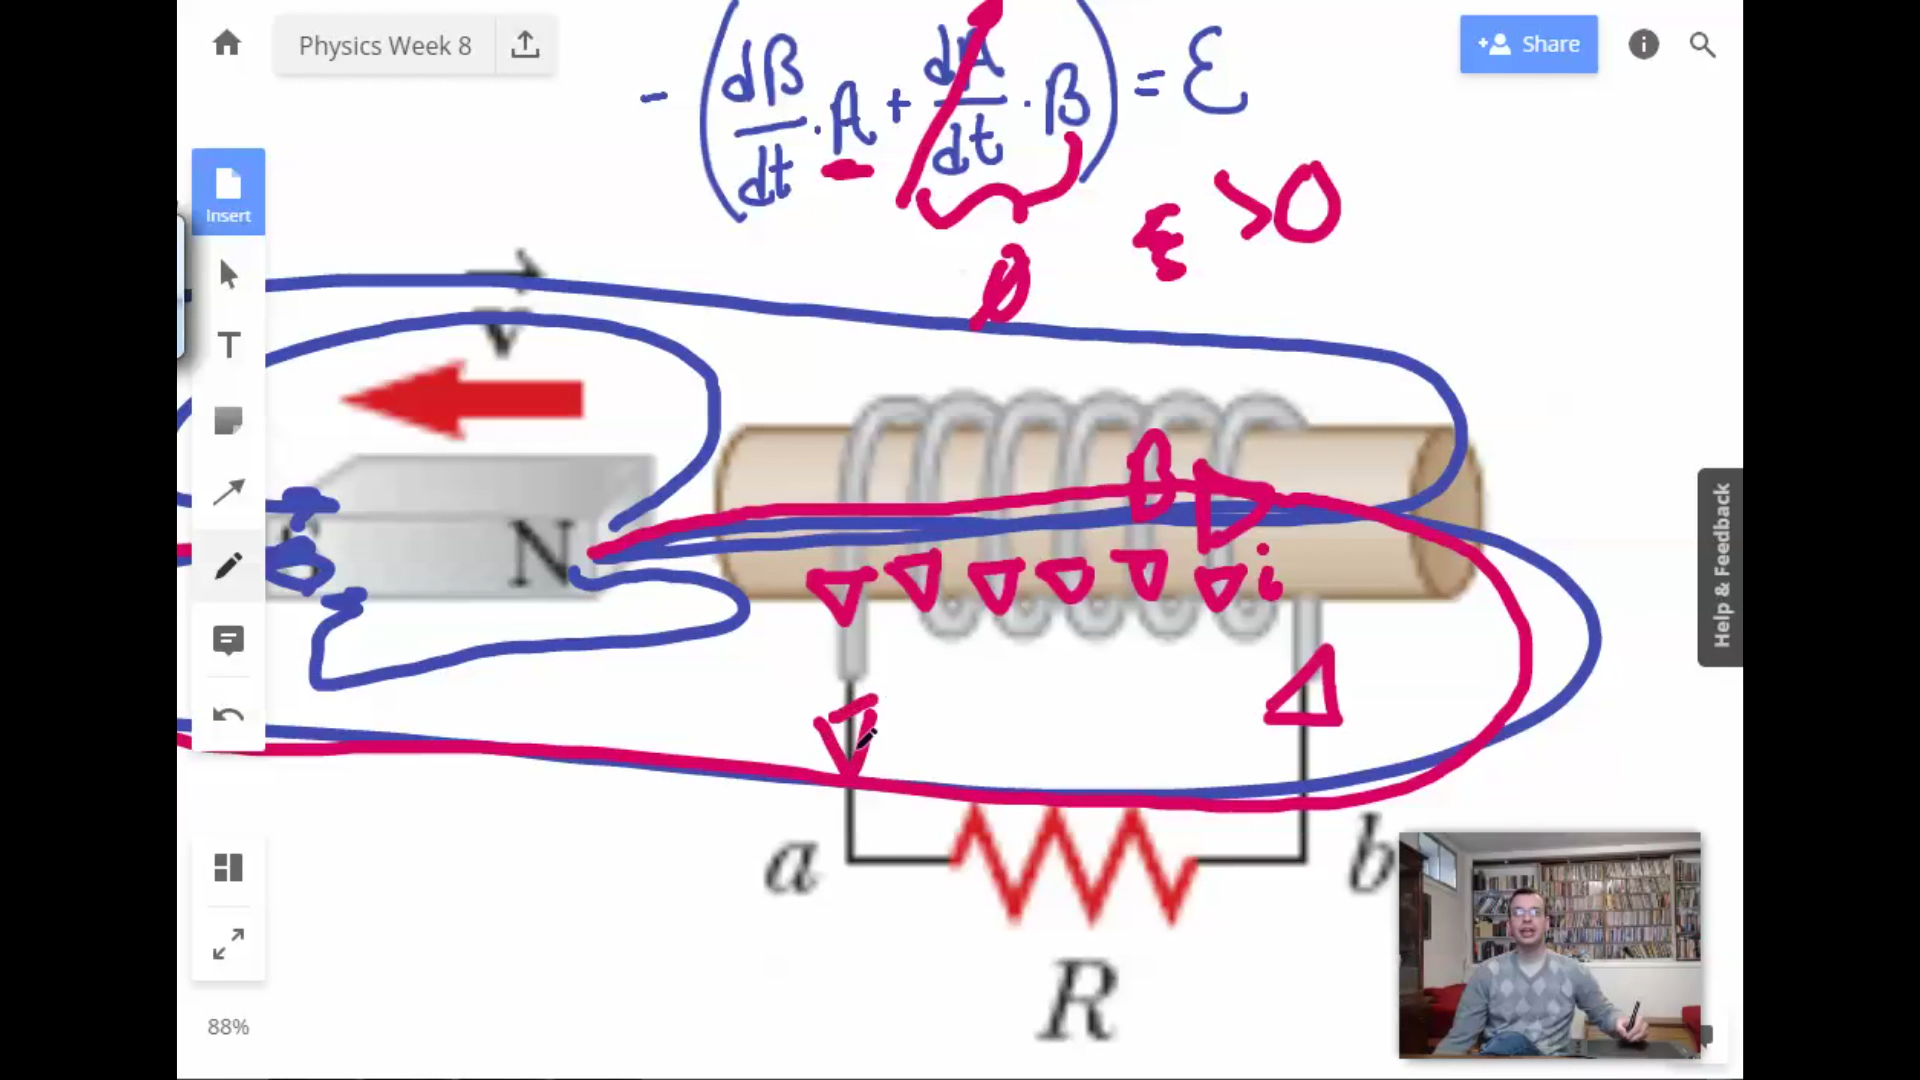 Physics Week 8
Share
- (dB/dt · A + dA/dt · B) = ε
ε > 0
0
Insert
T
v
N
B
i
a
b
R
88%
Help & Feedback